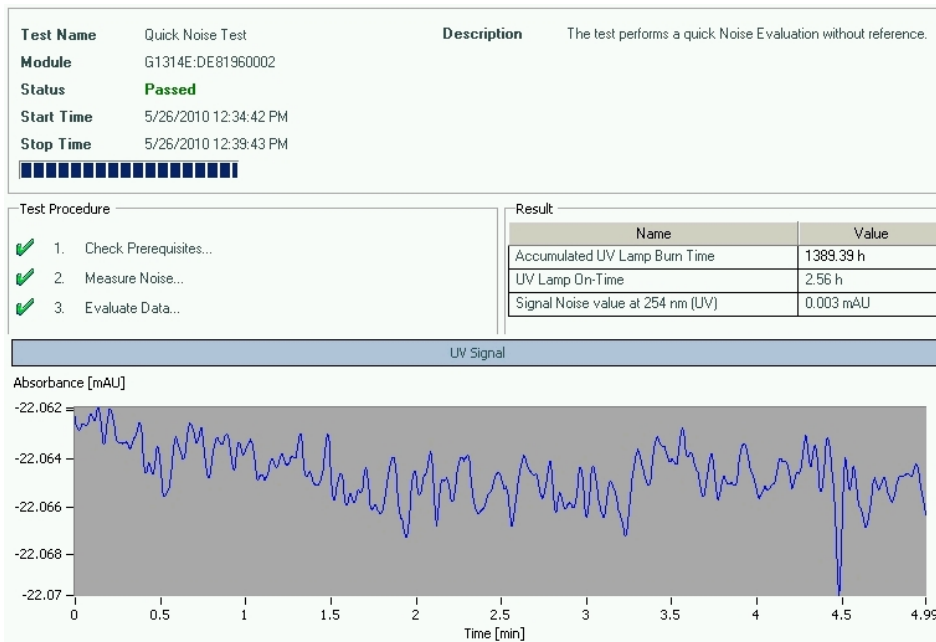 Test Name Quick Noise Test Description The test performs a quick Noise Evaluation without reference.
Module G1314E:DE81960002
Status Passed
Start Time 5/26/2010 12:34:42 PM
Stop Time 5/26/2010 12:39:43 PM
Test Procedure
1. Check Prerequisites...
2. Measure Noise...
3. Evaluate Data...
Result
Name Value
Accumulated UV Lamp Burn Time 1389.39 h
UV Lamp On-Time 2.56 h
Signal Noise value at 254 nm (UV) 0.003 mAU
UV Signal
Absorbance [mAU]
-22.062
-22.064
-22.066
-22.068
-22.07
0 0.5 1 1.5 2 2.5 3 3.5 4 4.5 4.99
Time [min]